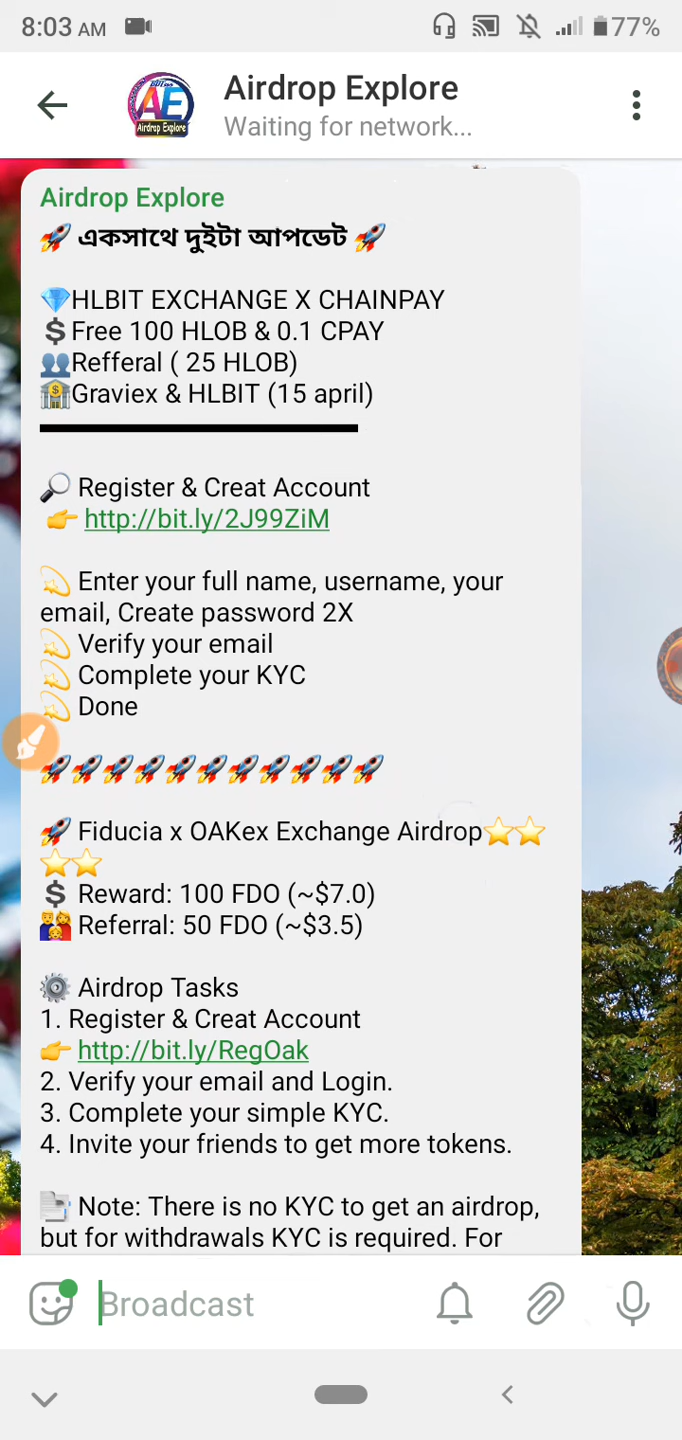 8:03 AM
77%
Airdrop Explore
Waiting for network...
AE
Airdrop Explore
Airdrop Explore
🚀 একসাথে দুইটা আপডেট 🚀
💎HLBIT EXCHANGE X CHAINPAY
💲Free 100 HLOB & 0.1 CPAY
👥Refferal ( 25 HLOB)
🏦Graviex & HLBIT (15 april)
🔎 Register & Creat Account
👉 http://bit.ly/2J99ZiM
💫 Enter your full name, username, your
email, Create password 2X
💫 Verify your email
💫 Complete your KYC
💫 Done
🚀🚀🚀🚀🚀🚀🚀🚀🚀🚀🚀
🚀 Fiducia x OAKex Exchange Airdrop⭐⭐
⭐⭐
💲 Reward: 100 FDO (~$7.0)
👨‍👩‍👧 Referral: 50 FDO (~$3.5)
⚙ Airdrop Tasks
1. Register & Creat Account
👉 http://bit.ly/RegOak
2. Verify your email and Login.
3. Complete your simple KYC.
4. Invite your friends to get more tokens.
📑 Note: There is no KYC to get an airdrop,
but for withdrawals KYC is required. For
Broadcast